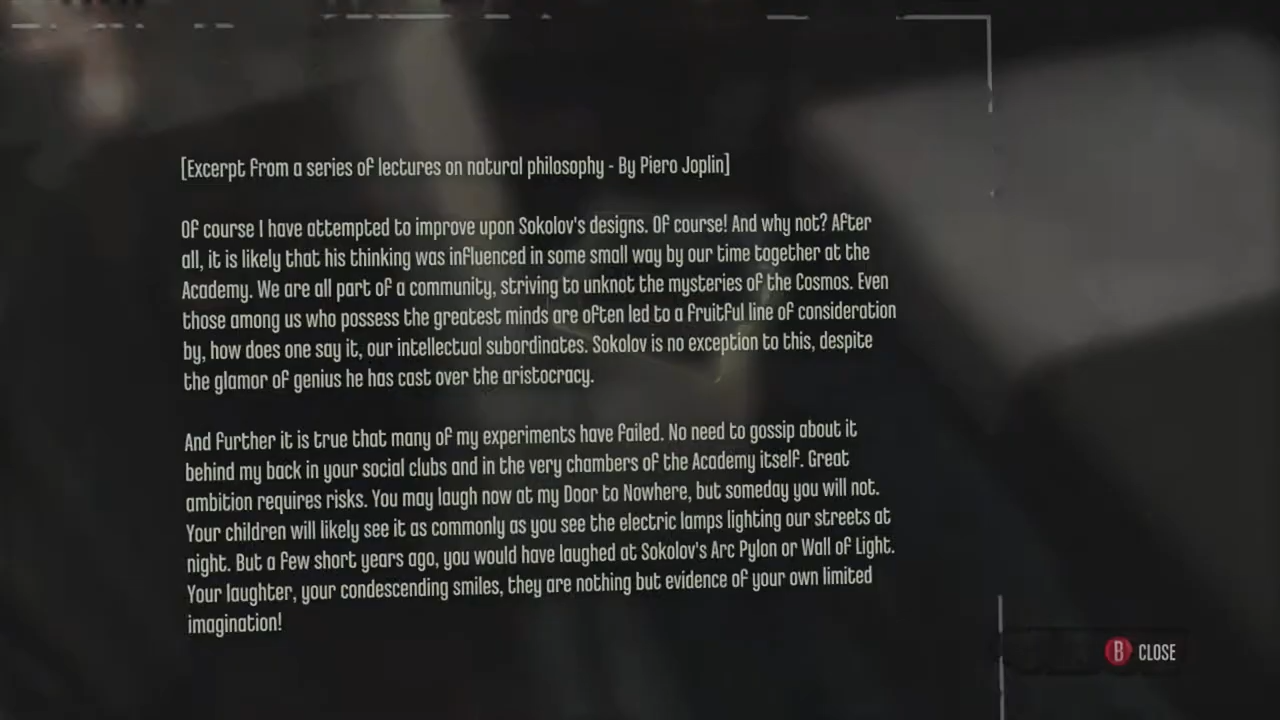 [Excerpt from a series of lectures on natural philosophy - By Piero Joplin]
Of course I have attempted to improve upon Sokolov's designs. Of course! And why not? After
all, it is likely that his thinking was influenced in some small way by our time together at the
Academy. We are all part of a community, striving to unknot the mysteries of the Cosmos. Even
those among us who possess the greatest minds are often led to a fruitful line of consideration
by, how does one say it, our intellectual subordinates. Sokolov is no exception to this, despite
the glamor of genius he has cast over the aristocracy.
And further it is true that many of my experiments have failed. No need to gossip about it
behind my back in your social clubs and in the very chambers of the Academy itself. Great
ambition requires risks. You may laugh now at my Door to Nowhere, but someday you will not.
Your children will likely see it as commonly as you see the electric lamps lighting our streets at
night. But a few short years ago, you would have laughed at Sokolov's Arc Pylon or Wall of Light.
Your laughter, your condescending smiles, they are nothing but evidence of your own limited
imagination!
B CLOSE